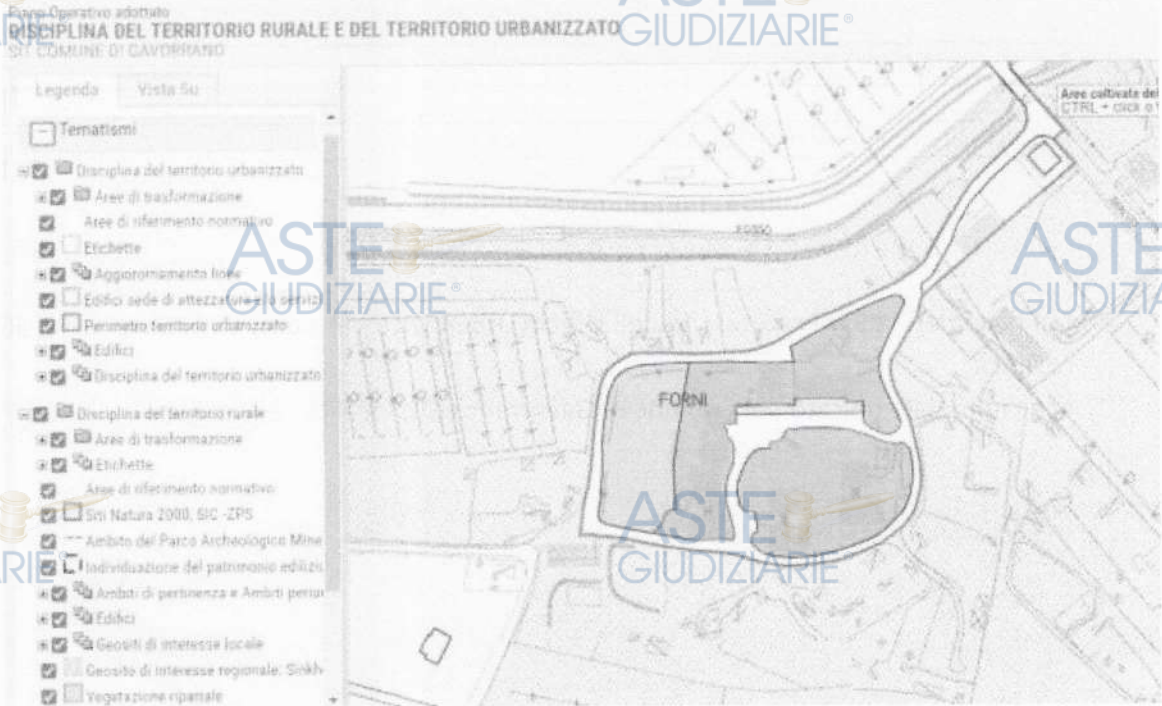 Piano Operativo adottato
DISCIPLINA DEL TERRITORIO RURALE E DEL TERRITORIO URBANIZZATO
SIT COMUNE DI GAVORRANO
Legenda Vista Su
Tematismi
Disciplina del territorio urbanizzato
Aree di trasformazione
Aree di riferimento normativo
Etichette
Aggiornamento linee
Edifici sede di attrezzature e/o servizi
Perimetro territorio urbanizzato
Edifici
Disciplina del territorio urbanizzato
Disciplina del territorio rurale
Aree di trasformazione
Etichette
Aree di riferimento normativo
Siti Natura 2000, SIC -ZPS
Ambito del Parco Archeologico Mine
Individuazione del patrimonio edilizio
Ambiti di pertinenza e Ambiti periur
Edifici
Geositi di interesse locale
Geosito di interesse regionale: Sinkh
Vegetazione ripariale
Aree coltivate dei
CTRL + click o
FOSSO
FORNI
ASTE
GIUDIZIARIE®
ASTE
GIUDIZIARIE®
ASTE
GIUDIZIA
ASTE
GIUDIZIARIE
RIE